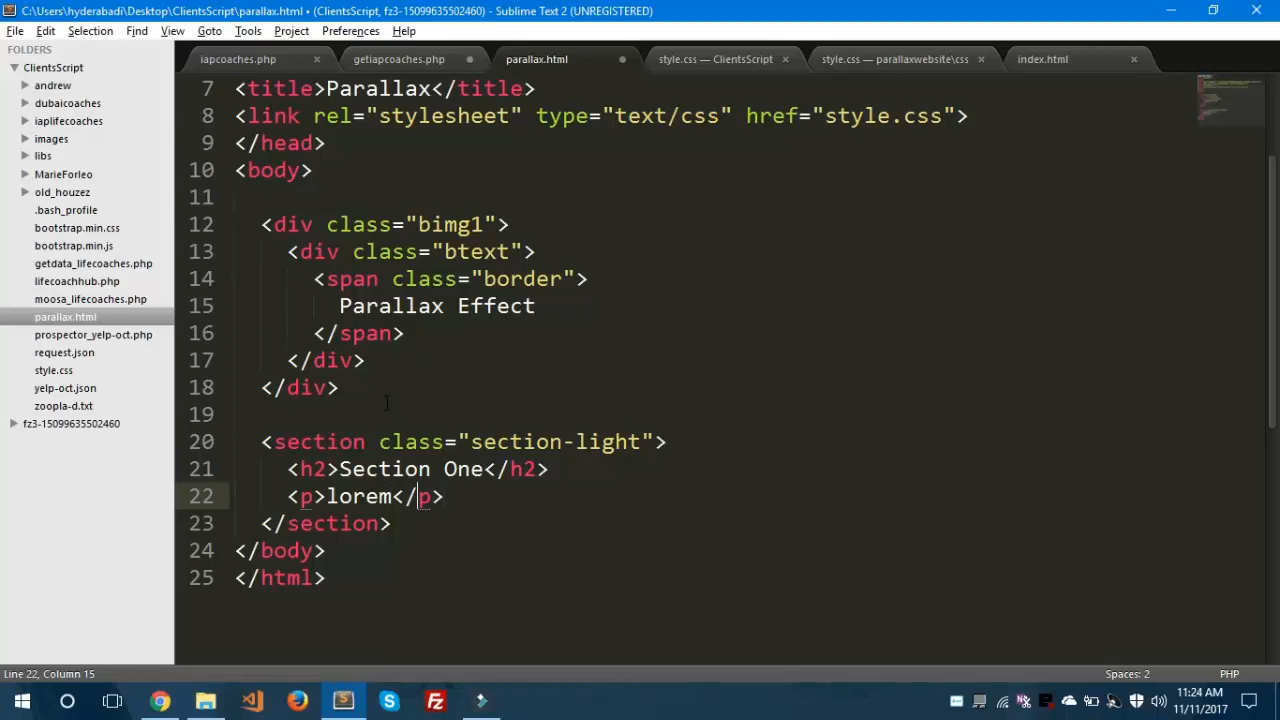 C:\Users\hyderabadi\Desktop\ClientsScript\parallax.html • (ClientsScript, fz3-15099635502460) - Sublime Text 2 (UNREGISTERED)
File Edit Selection Find View Goto Tools Project Preferences Help
FOLDERS
ClientsScript
andrew
dubaicoaches
iaplifecoaches
images
libs
MarieForleo
old_houzez
.bash_profile
bootstrap.min.css
bootstrap.min.js
getdata_lifecoaches.php
lifecoachhub.php
moosa_lifecoaches.php
parallax.html
prospector_yelp-oct.php
request.json
style.css
yelp-oct.json
zoopla-d.txt
fz3-15099635502460
iapcoaches.php × getiapcoaches.php parallax.html style.css — ClientsScript × style.css — parallaxwebsite\css × index.html ×
7 <title>Parallax</title>
8 <link rel="stylesheet" type="text/css" href="style.css">
9 </head>
10 <body>
11
12 <div class="bimg1">
13 <div class="btext">
14 <span class="border">
15 Parallax Effect
16 </span>
17 </div>
18 </div>
19
20 <section class="section-light">
21 <h2>Section One</h2>
22 <p>lorem</p>
23 </section>
24 </body>
25 </html>
Line 22, Column 15 Spaces: 2 PHP
11:24 AM
11/11/2017